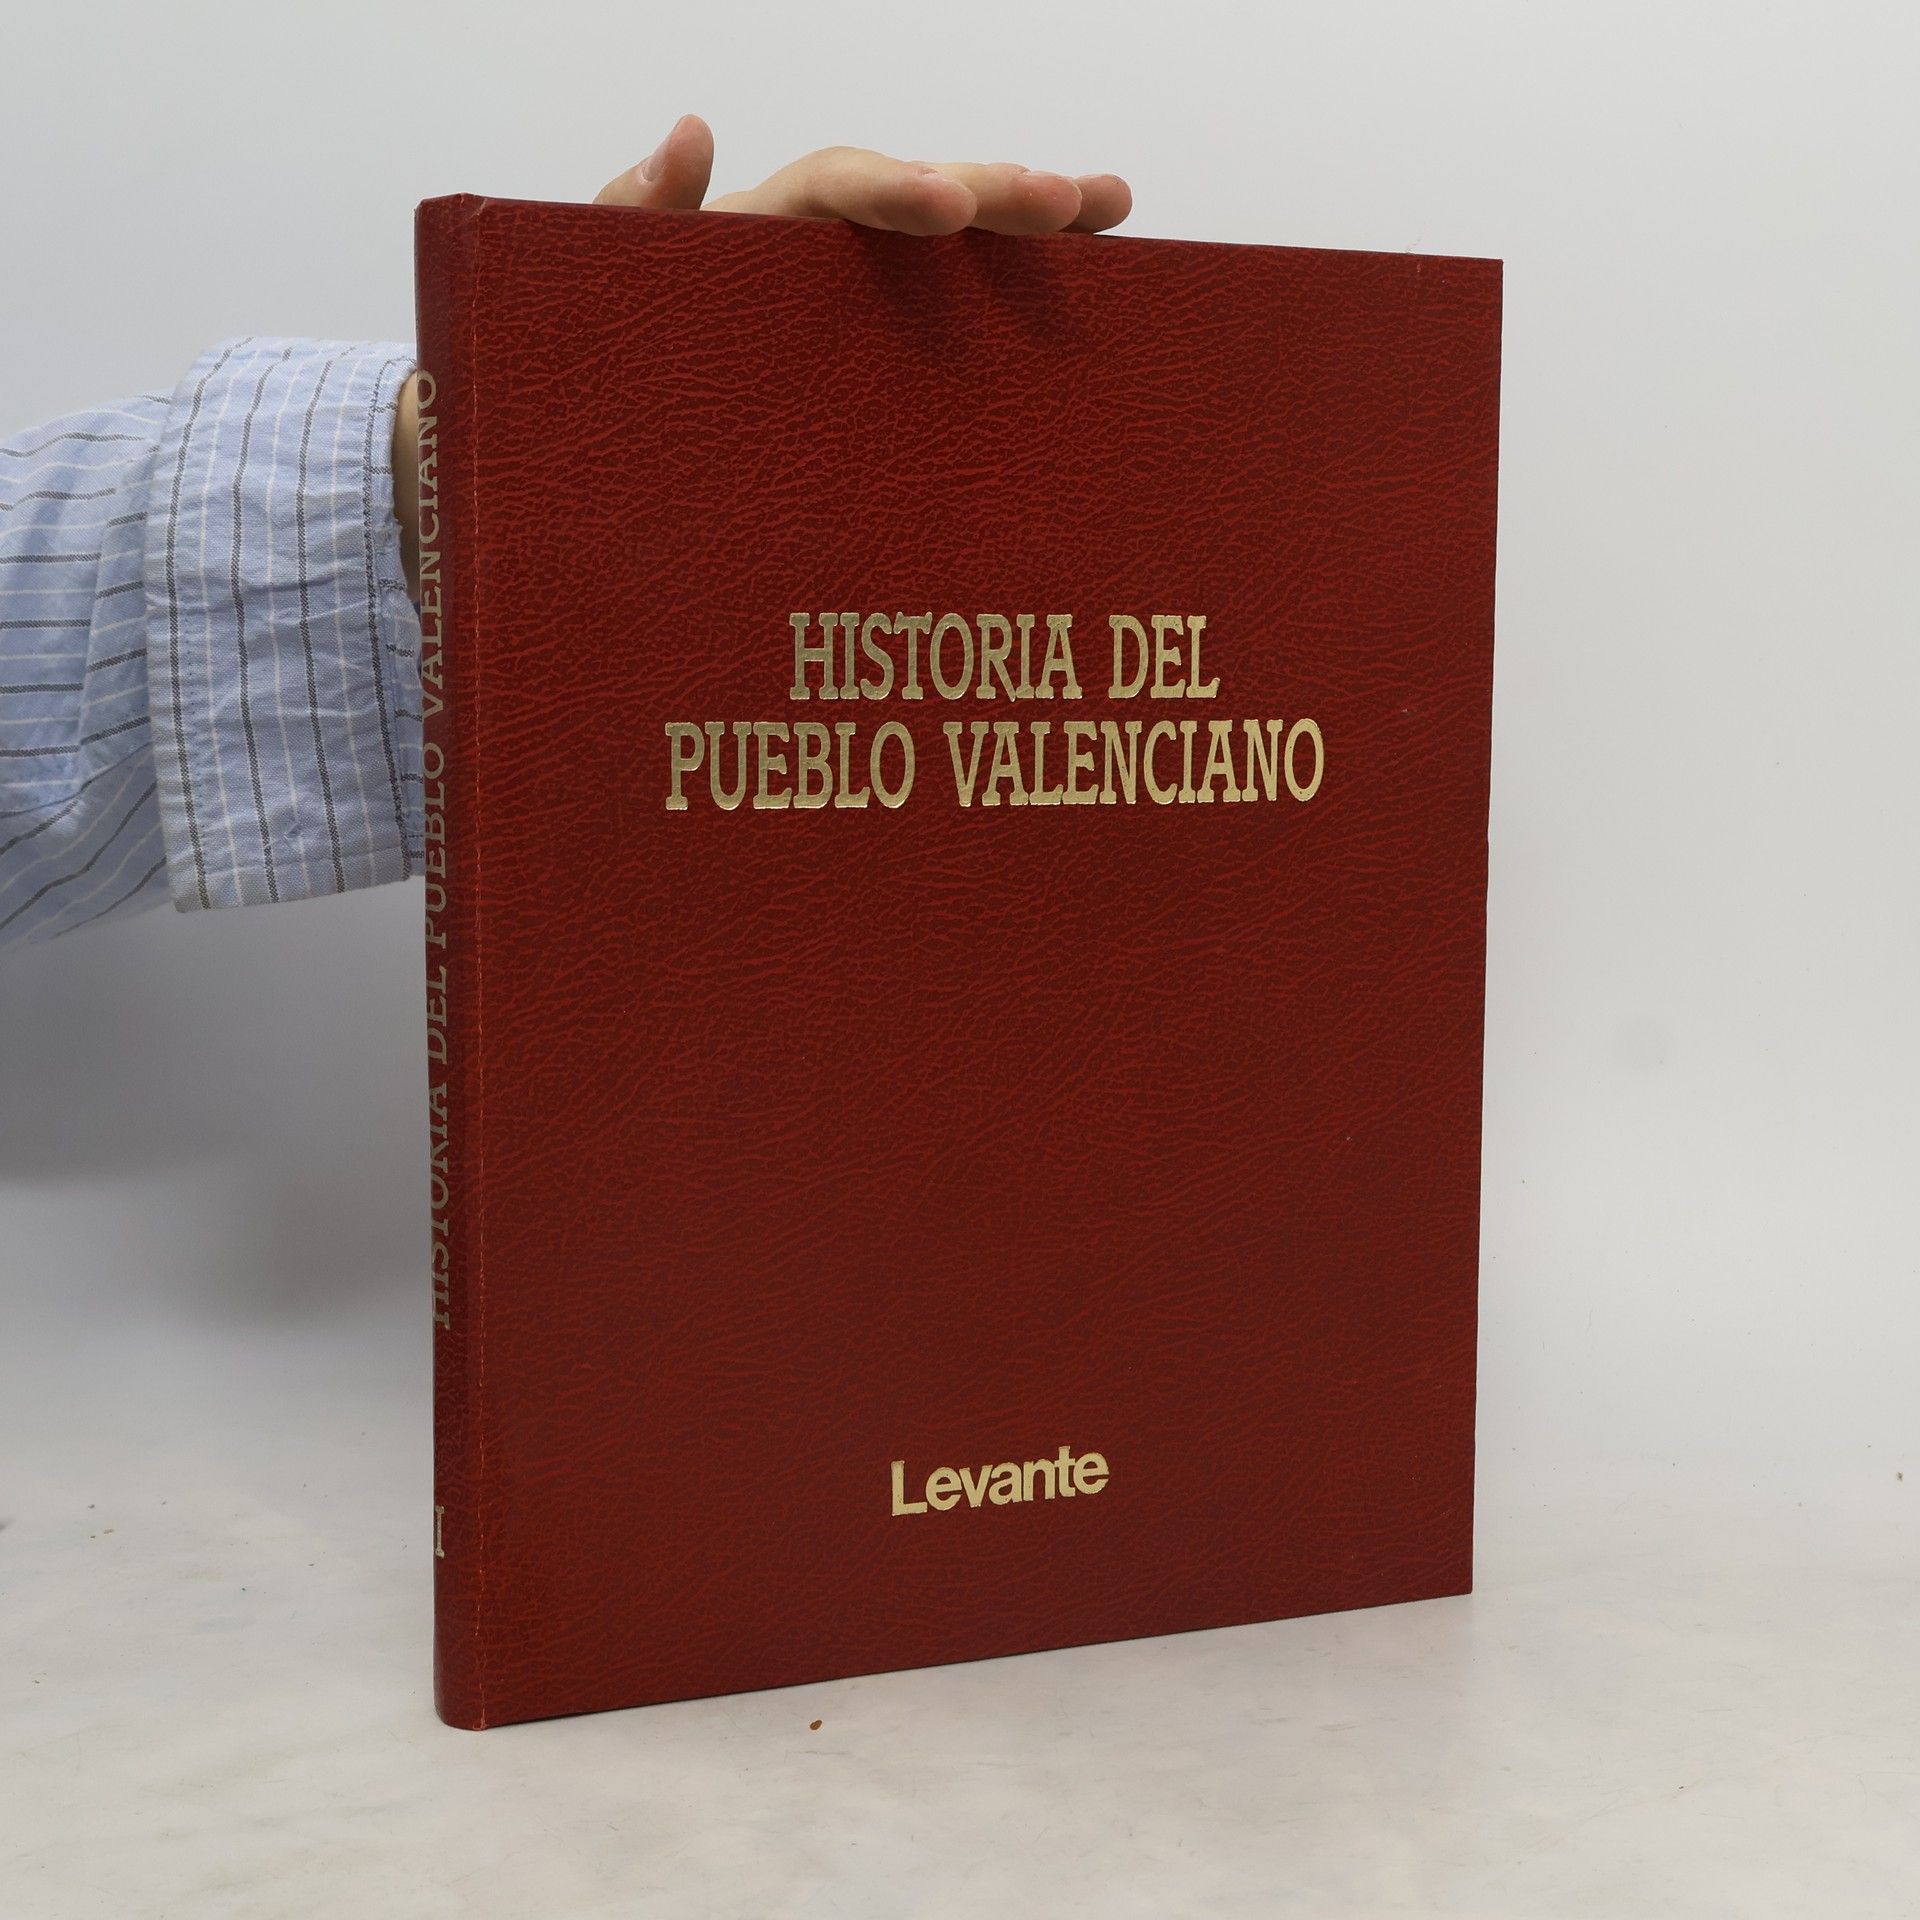 HISTORIA DEL PUEBLO VALENCIANO
I
HISTORIA DEL
PUEBLO VALENCIANO
Levante